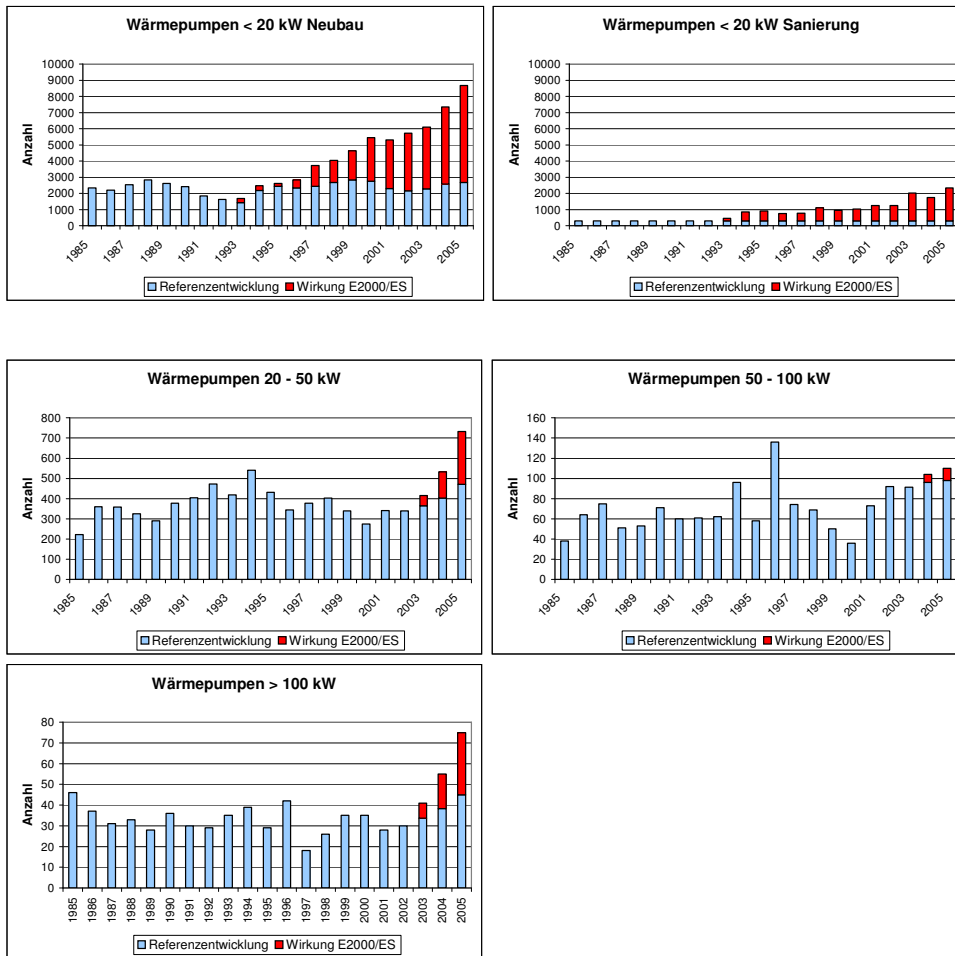 Wärmepumpen < 20 kW Neubau
10000
9000
8000
7000
6000
5000
4000
3000
2000
1000
0
Anzahl
1985 1987 1989 1991 1993 1995 1997 1999 2001 2003 2005
Referenzentwicklung Wirkung E2000/ES
Wärmepumpen < 20 kW Sanierung
10000
9000
8000
7000
6000
5000
4000
3000
2000
1000
0
Anzahl
1985 1987 1989 1991 1993 1995 1997 1999 2001 2003 2005
Referenzentwicklung Wirkung E2000/ES
Wärmepumpen 20 - 50 kW
800
700
600
500
400
300
200
100
0
Anzahl
1985 1987 1989 1991 1993 1995 1997 1999 2001 2003 2005
Referenzentwicklung Wirkung E2000/ES
Wärmepumpen 50 - 100 kW
160
140
120
100
80
60
40
20
0
Anzahl
1985 1987 1989 1991 1993 1995 1997 1999 2001 2003 2005
Referenzentwicklung Wirkung E2000/ES
Wärmepumpen > 100 kW
80
70
60
50
40
30
20
10
0
Anzahl
1985 1986 1987 1988 1989 1990 1991 1992 1993 1994 1995 1996 1997 1998 1999 2000 2001 2002 2003 2004 2005
Referenzentwicklung Wirkung E2000/ES